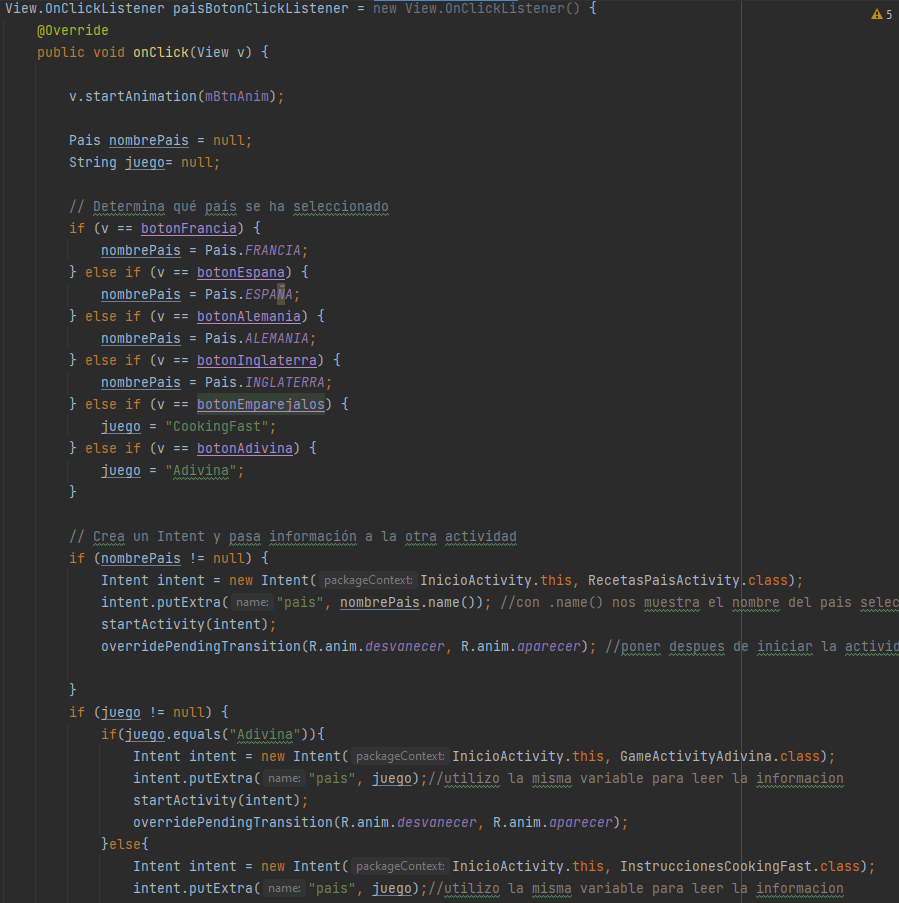 View.OnClickListener paisBotonClickListener = new View.OnClickListener() {
5
@Override
public void onClick(View v) {
v.startAnimation(mBtnAnim);
Pais nombrePais = null;
String juego= null;
// Determina qué país se ha seleccionado
if (v == botonFrancia) {
nombrePais = Pais.FRANCIA;
} else if (v == botonEspana) {
nombrePais = Pais.ESPAÑA;
} else if (v == botonAlemania) {
nombrePais = Pais.ALEMANIA;
} else if (v == botonInglaterra) {
nombrePais = Pais.INGLATERRA;
} else if (v == botonEmparejalos) {
juego = "CookingFast";
} else if (v == botonAdivina) {
juego = "Adivina";
}
// Crea un Intent y pasa información a la otra actividad
if (nombrePais != null) {
Intent intent = new Intent( packageContext: InicioActivity.this, RecetasPaisActivity.class);
intent.putExtra( name: "pais", nombrePais.name()); //con .name() nos muestra el nombre del pais selec
startActivity(intent);
overridePendingTransition(R.anim.desvanecer, R.anim.aparecer); //poner despues de iniciar la activid
}
if (juego != null) {
if(juego.equals("Adivina")){
Intent intent = new Intent( packageContext: InicioActivity.this, GameActivityAdivina.class);
intent.putExtra( name: "pais", juego);//utilizo la misma variable para leer la informacion
startActivity(intent);
overridePendingTransition(R.anim.desvanecer, R.anim.aparecer);
}else{
Intent intent = new Intent( packageContext: InicioActivity.this, InstruccionesCookingFast.class);
intent.putExtra( name: "pais", juego);//utilizo la misma variable para leer la informacion